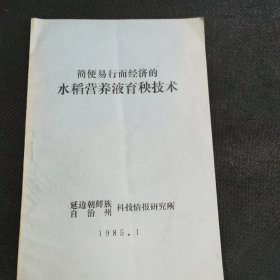 简便易行而经济的
水稻营养液育秧技术
延边朝鲜族
自治州 科技情报研究所
1985.1